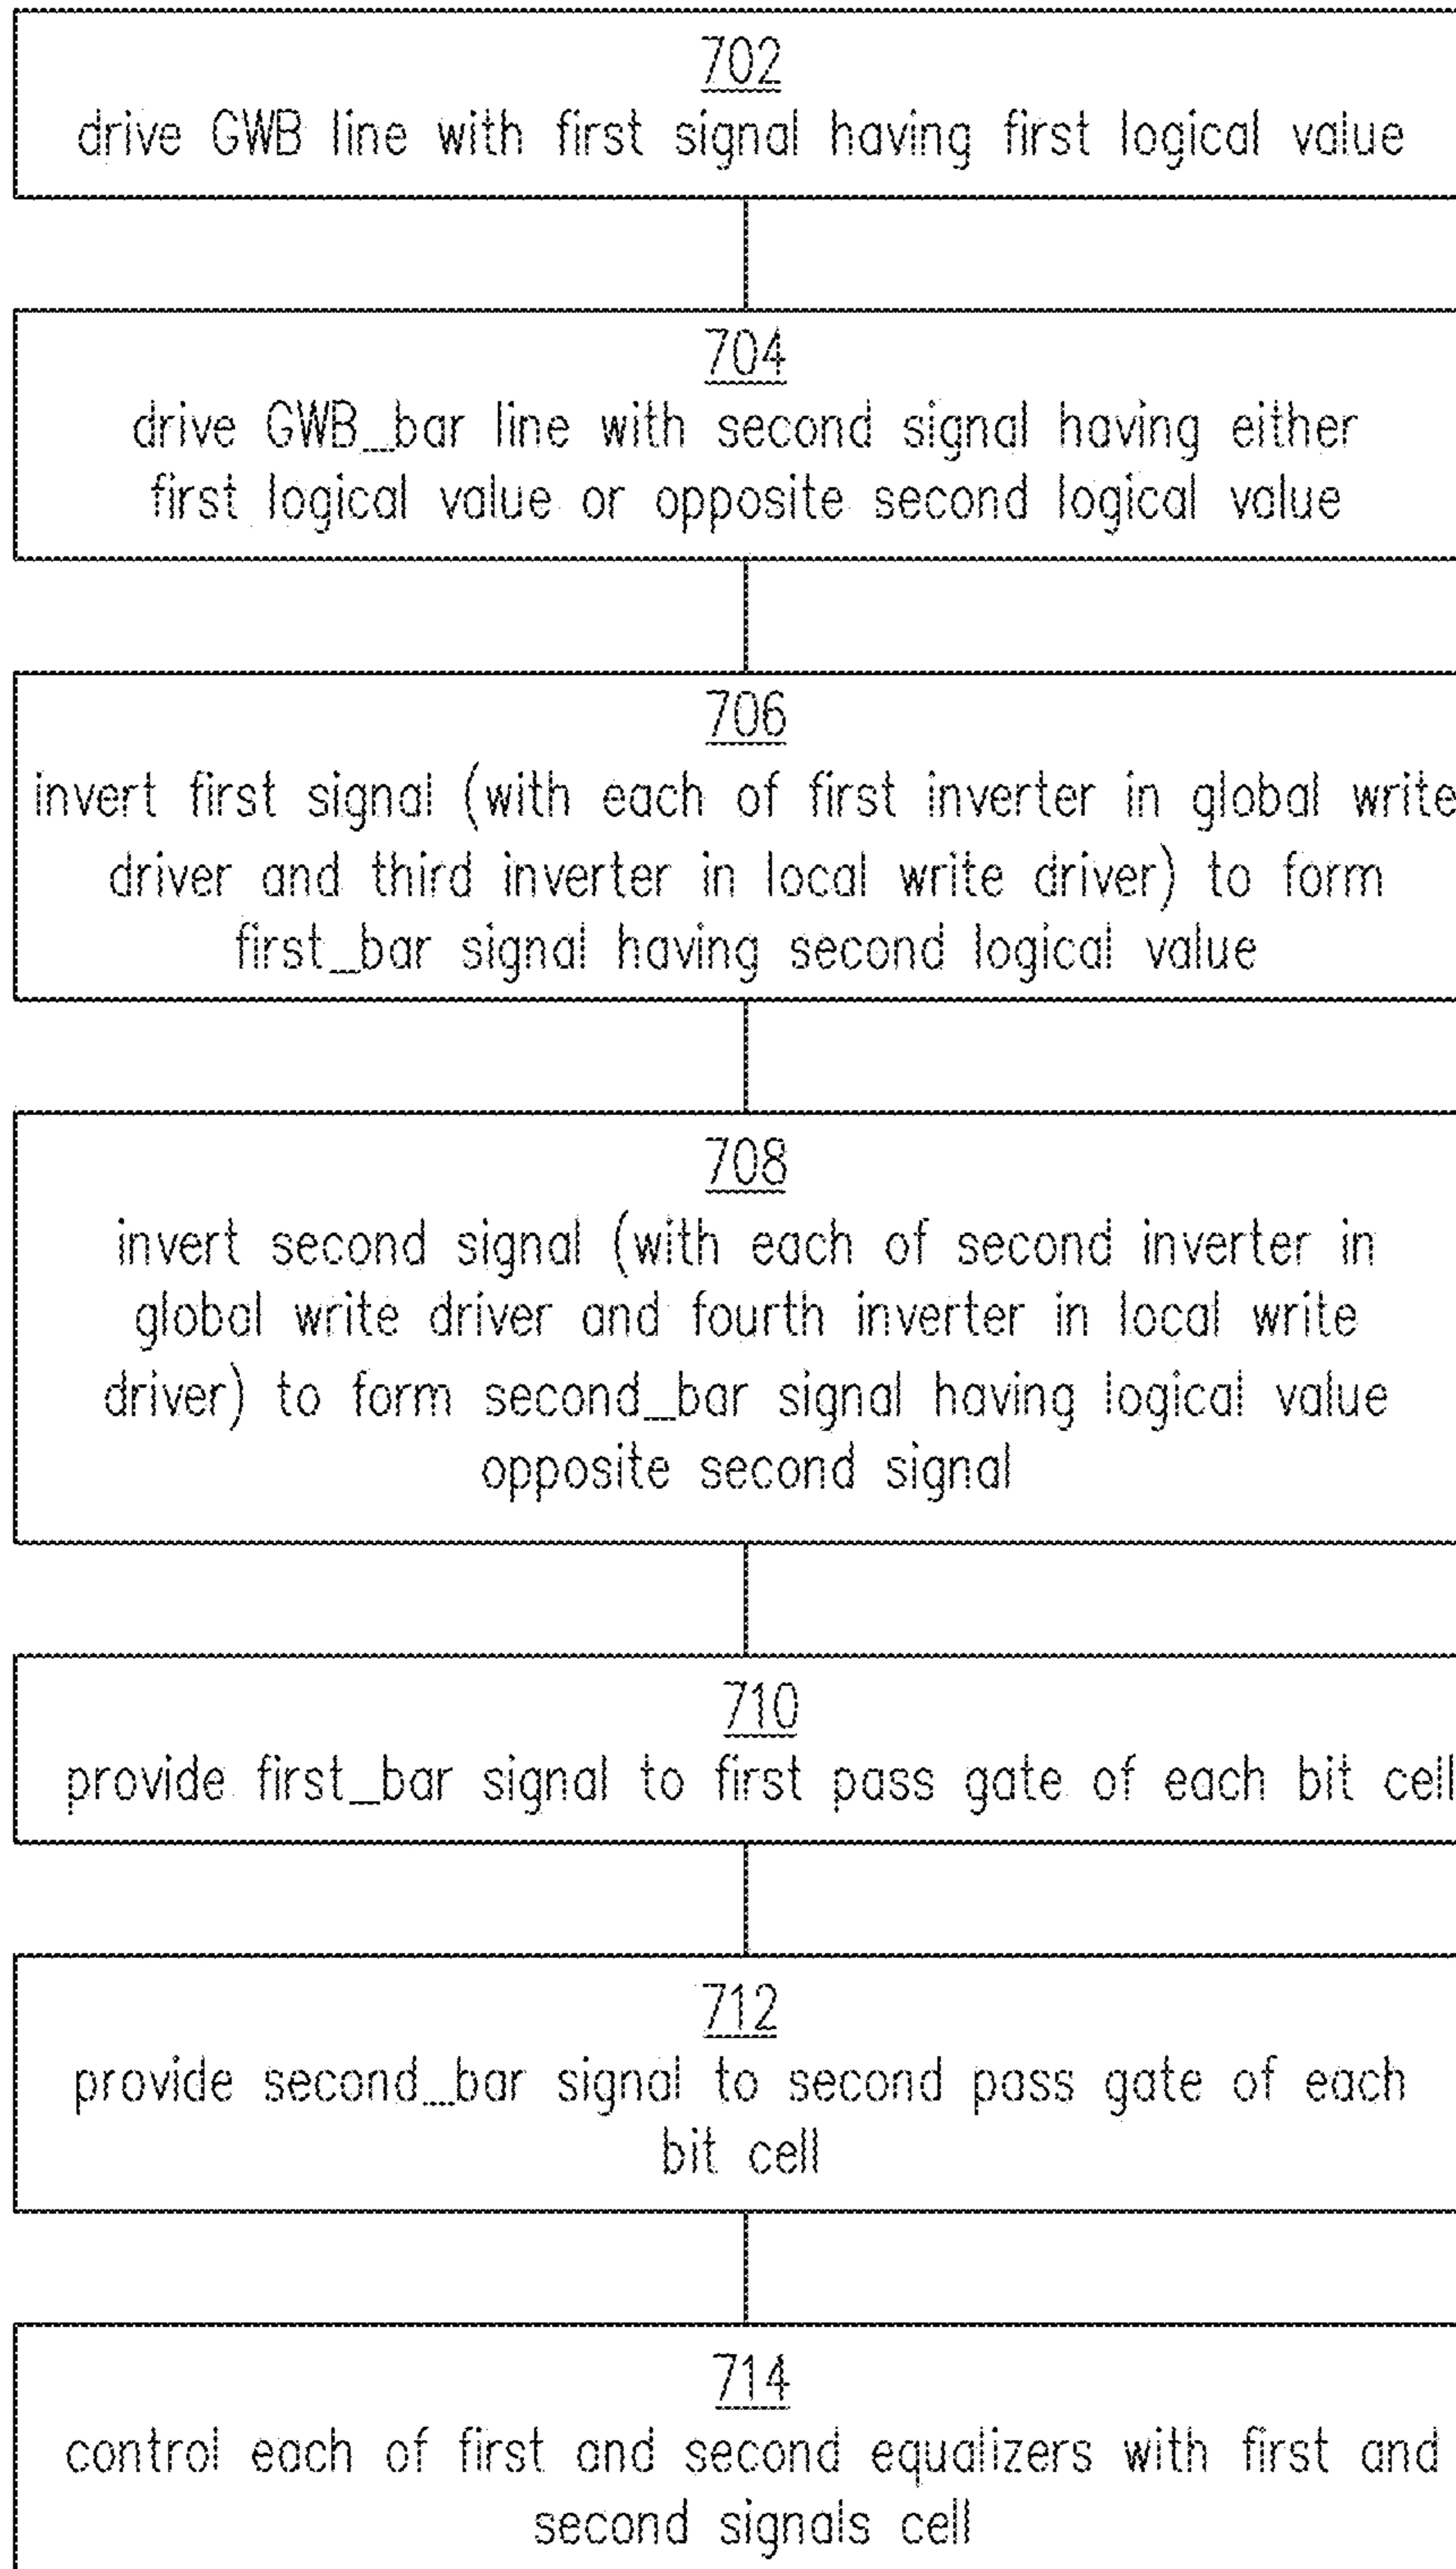 702
drive GWB line with first signal having first logical value
704
drive GWB_bar line with second signal having either
first logical value or opposite second logical value
706
invert first signal (with each of first inverter in global write
driver and third inverter in local write driver) to form
first_bar signal having second logical value
708
invert second signal (with each of second inverter in
global write driver and fourth inverter in local write
driver) to form second_bar signal having logical value
opposite second signal
710
provide first_bar signal to first pass gate of each bit cell
712
provide second_bar signal to second pass gate of each
bit cell
714
control each of first and second equalizers with first and
second signals cell